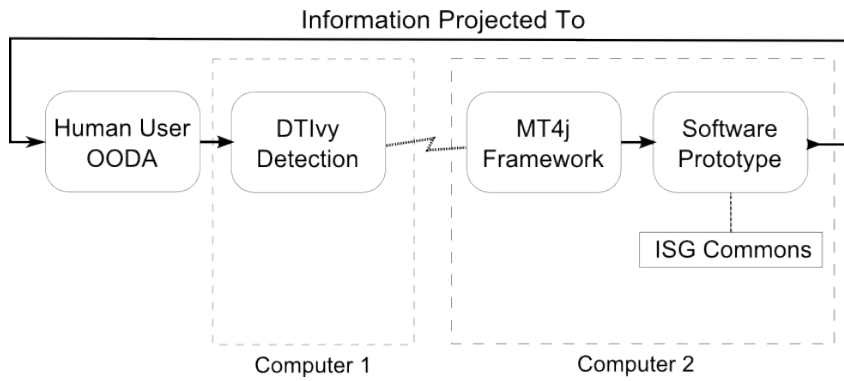 Information Projected To
Human User
OODA
DTIvy
Detection
MT4j
Framework
Software
Prototype
ISG Commons
Computer 1
Computer 2